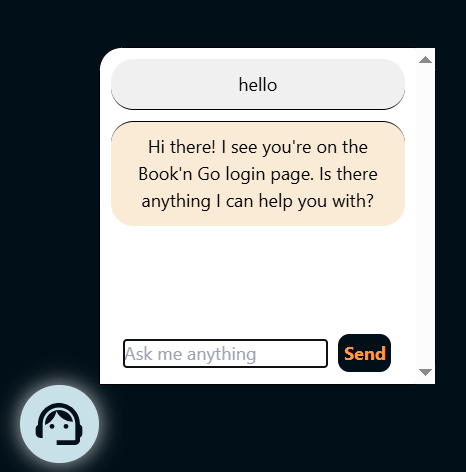 hello
Hi there! I see you're on the
Book'n Go login page. Is there
anything I can help you with?
Ask me anything
Send